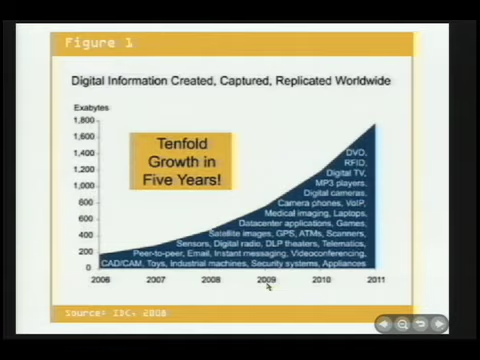 Figure 1
Digital Information Created, Captured, Replicated Worldwide
Exabytes
1,800
1,600
1,400
1,200
1,000
800
600
400
200
0
Tenfold
Growth in
Five Years!
DVD,
RFID,
Digital TV,
MP3 players,
Digital cameras,
Camera phones, VoIP,
Medical imaging, Laptops,
Datacenter applications, Games,
Satellite images, GPS, ATMs, Scanners,
Sensors, Digital radio, DLP theaters, Telematics,
Peer-to-peer, Email, Instant messaging, Videoconferencing,
CAD/CAM, Toys, Industrial machines, Security systems, Appliances
2006 2007 2008 2009 2010 2011
Source: IDC, 2008